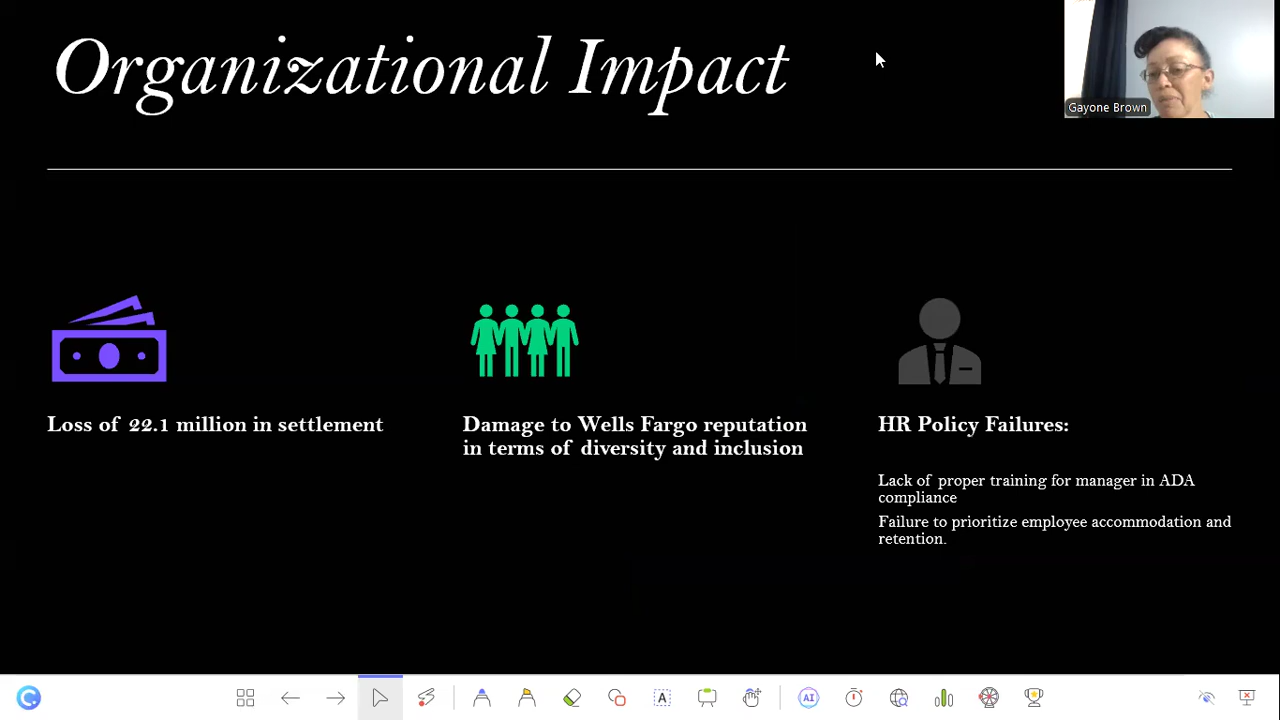 Organizational Impact
Gayone Brown
Loss of 22.1 million in settlement
Damage to Wells Fargo reputation
in terms of diversity and inclusion
HR Policy Failures:
Lack of proper training for manager in ADA
compliance
Failure to prioritize employee accommodation and
retention.
A
AI